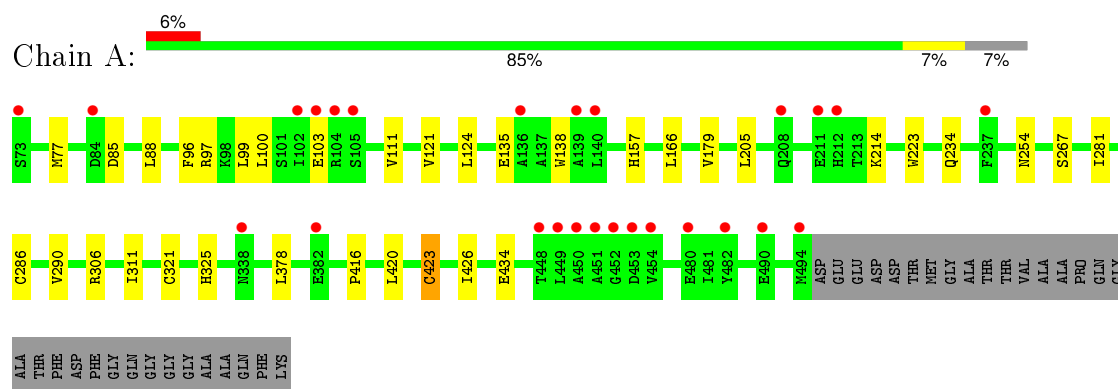 6%
Chain A:
85% 7% 7%
S73 M77 D84 D85 L88 F96 R97 K98 L99 L100 S101 I102 E103 R104 S105 V111 V121 L124 E135 A136 A137 W138 A139 L140 H157 L166 V179 L205 Q208 E211 H212 T213 K214 W223 Q234 F237 N254 S267 I281
C286 V290 R306 I311 C321 H325 N338 L378 E382 P416 L420 C423 I426 E434 T448 L449 A450 A451 G452 D453 V454 E480 I481 Y482 E490 M494 ASP GLU GLU ASP ASP THR MET GLY ALA THR THR VAL ALA ALA PRO GLN GLY
ALA THR PHE ASP PHE GLY GLN GLY GLY GLY ALA ALA GLN PHE LYS